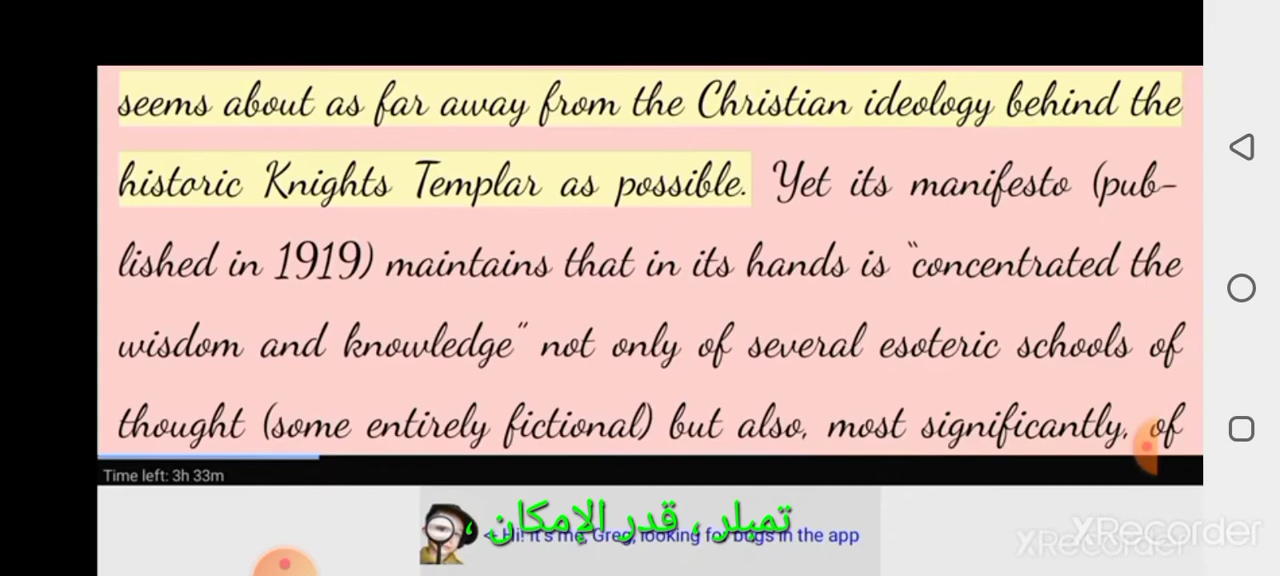 seems about as far away from the Christian ideology behind the
historic Knights Templar as possible. Yet its manifesto (pub-
lished in 1919) maintains that in its hands is “concentrated the
wisdom and knowledge” not only of several esoteric schools of
thought (some entirely fictional) but also, most significantly, of
Time left: 3h 33m
تمبلر ، قدر الإمكان ،
Hi! It's me, Greg, looking for bugs in the app
XRecorder
XRecorder